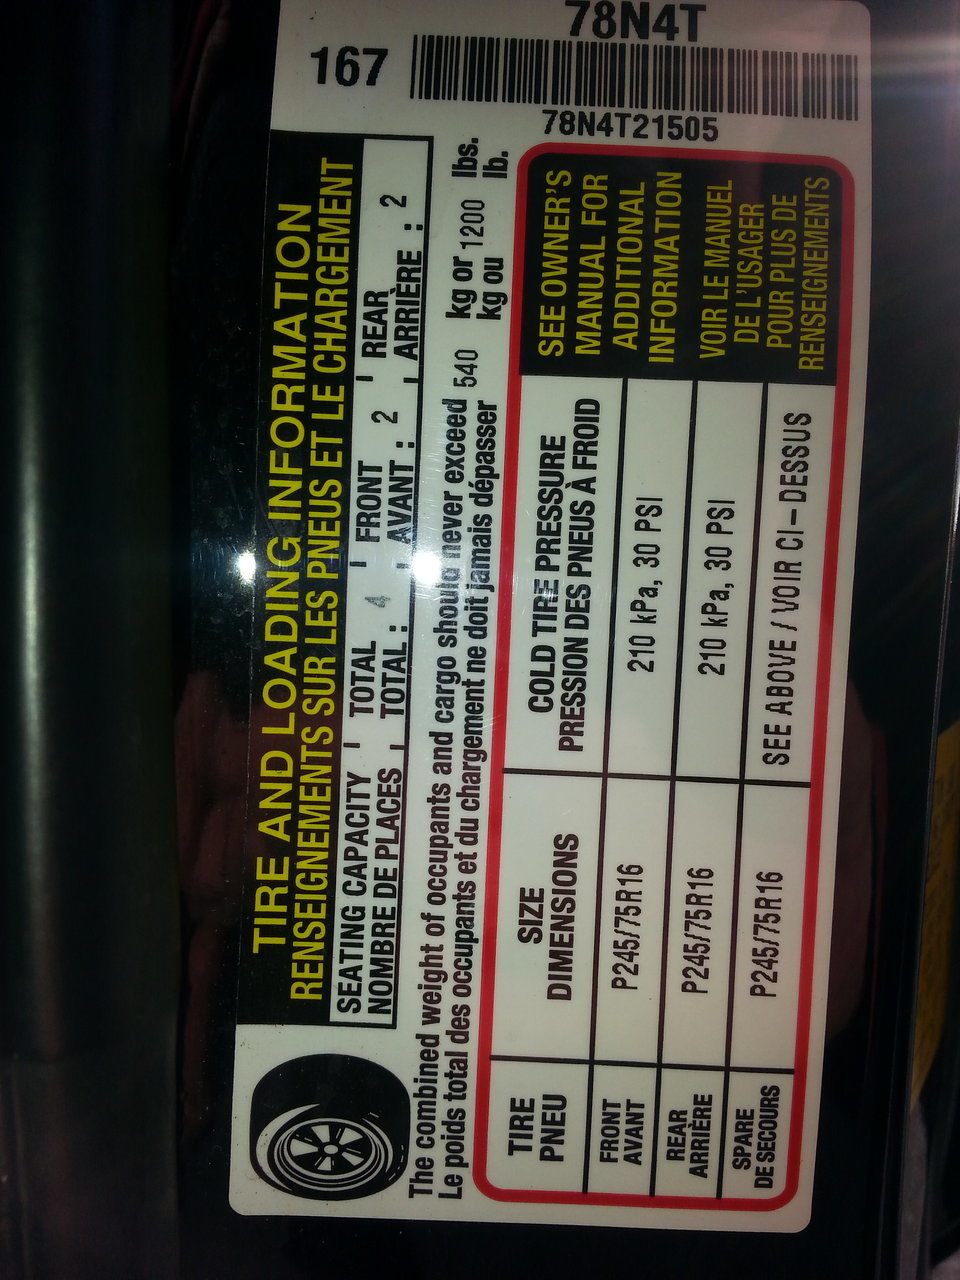 78N4T
167
78N4T21505
TIRE AND LOADING INFORMATION
RENSEIGNEMENTS SUR LES PNEUS ET LE CHARGEMENT
SEATING CAPACITY TOTAL FRONT REAR
NOMBRE DE PLACES TOTAL : 4 AVANT : 2 ARRIÈRE : 2
The combined weight of occupants and cargo should never exceed 540 kg or 1200 lbs.
Le poids total des occupants et du chargement ne doit jamais dépasser kg ou lb.
TIRE
PNEU
SIZE
DIMENSIONS
COLD TIRE PRESSURE
PRESSION DES PNEUS À FROID
FRONT
AVANT
P245/75R16
210 kPa, 30 PSI
REAR
ARRIÈRE
P245/75R16
210 kPa, 30 PSI
SPARE
DE SECOURS
P245/75R16
SEE ABOVE / VOIR CI-DESSUS
SEE OWNER'S
MANUAL FOR
ADDITIONAL
INFORMATION
VOIR LE MANUEL
DE L'USAGER
POUR PLUS DE
RENSEIGNEMENTS